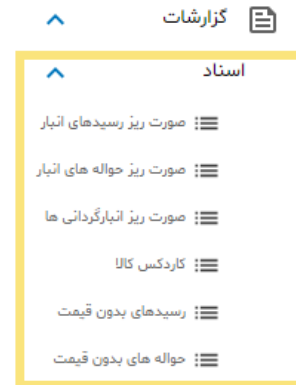 گزارشات
اسناد
صورت ریز رسیدهای انبار
صورت ریز حواله های انبار
صورت ریز انبارگردانی ها
کاردکس کالا
رسیدهای بدون قیمت
حواله های بدون قیمت